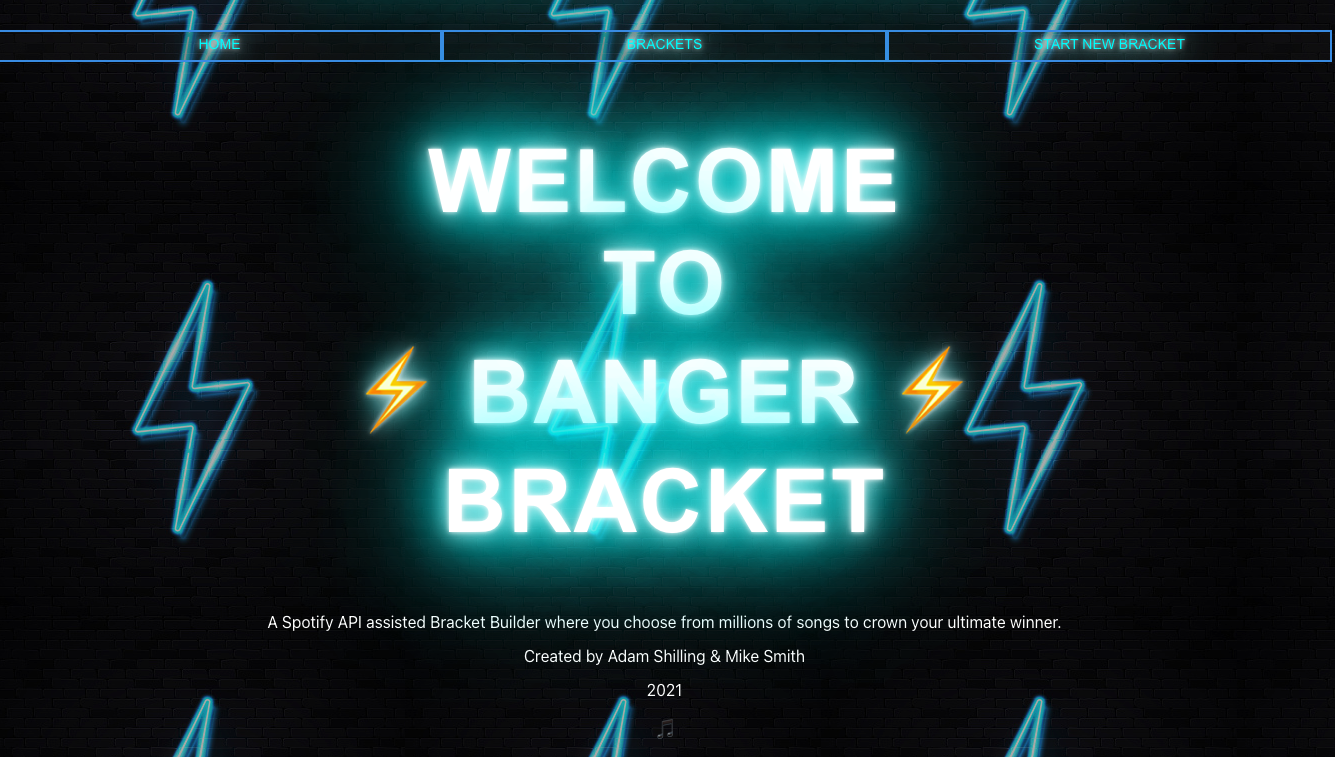 HOME
BRACKETS
START NEW BRACKET
WELCOME
TO
⚡ BANGER ⚡
BRACKET
A Spotify API assisted Bracket Builder where you choose from millions of songs to crown your ultimate winner.
Created by Adam Shilling & Mike Smith
2021
🎵